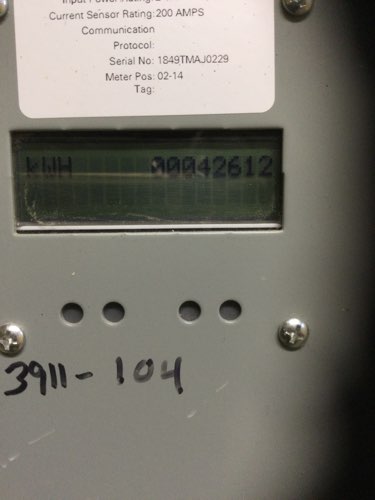 Current Sensor Rating: 200 AMPS
Communication
Protocol:
Serial No: 1849TMAJ0229
Meter Pos: 02-14
Tag:
kWH 00042612
3911-104